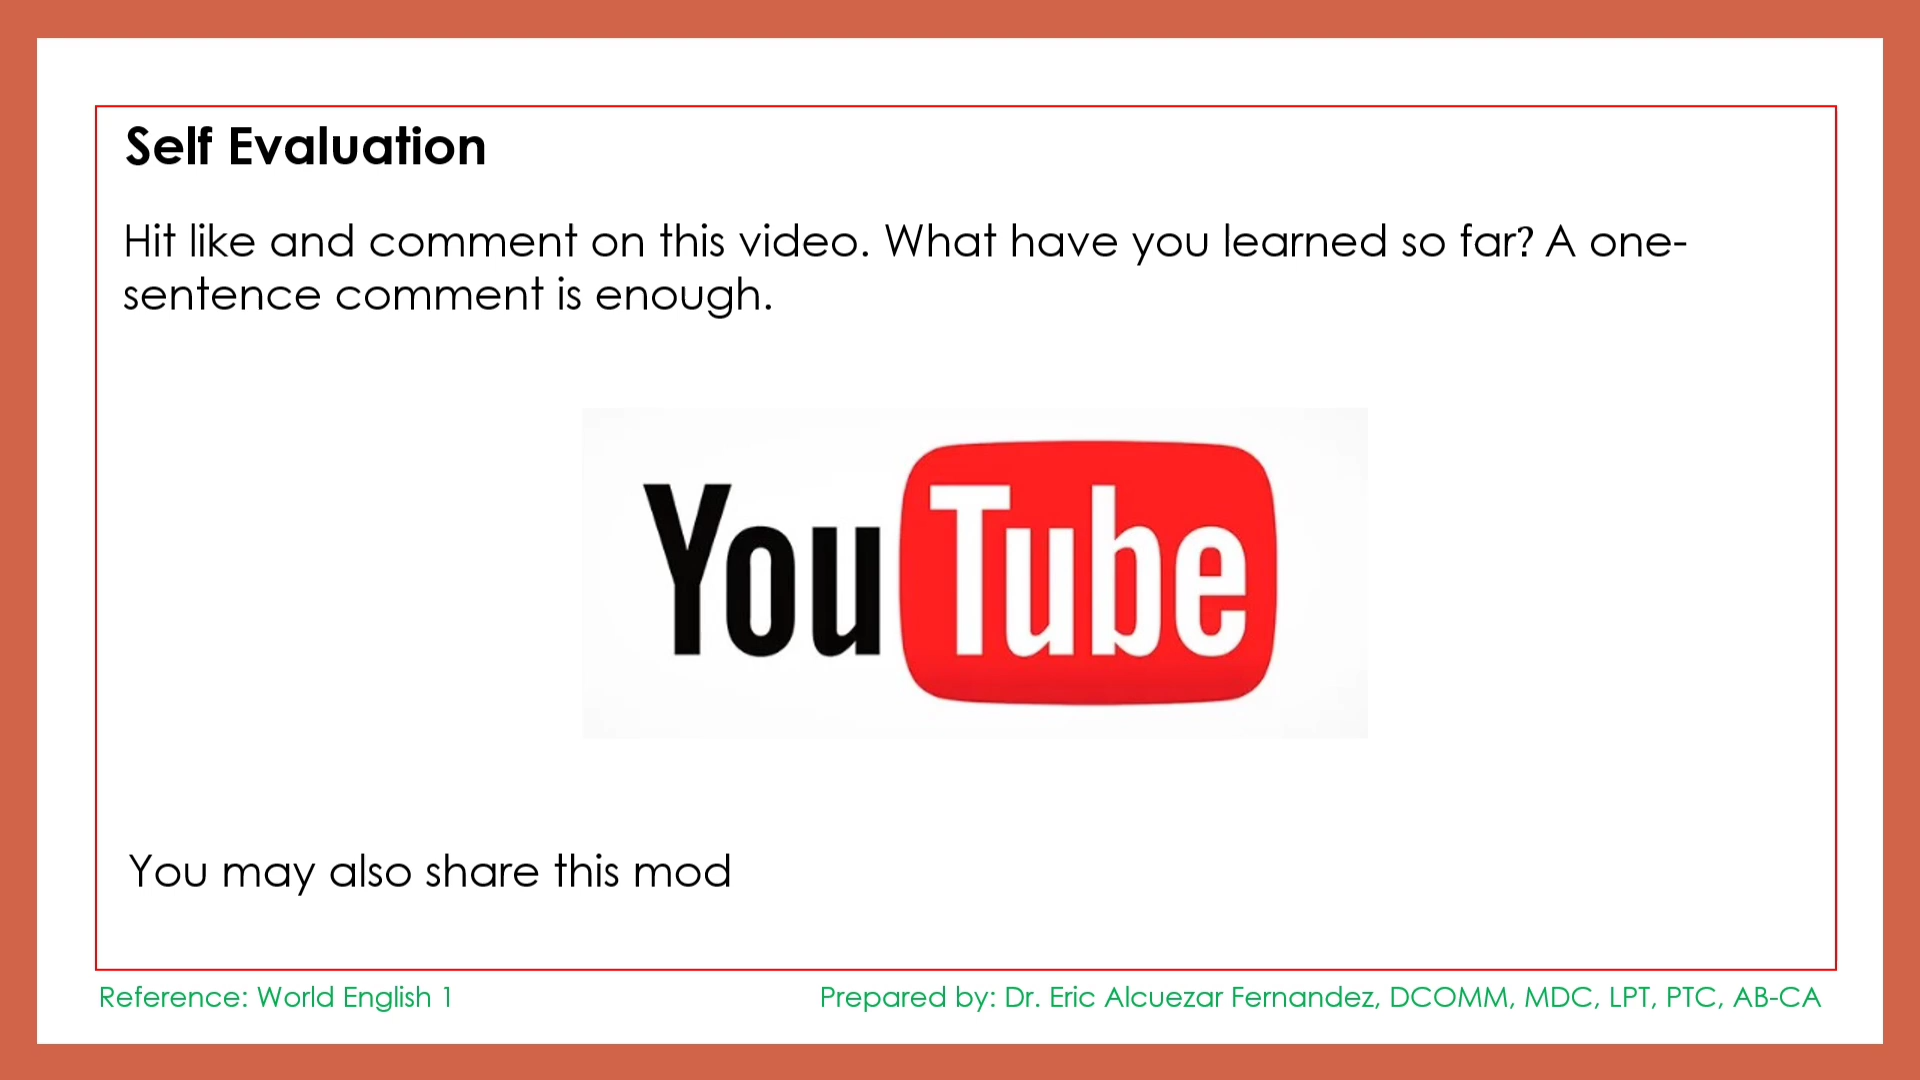 Self Evaluation
Hit like and comment on this video. What have you learned so far? A one-
sentence comment is enough.
YouTube
You may also share this mod
Reference: World English 1
Prepared by: Dr. Eric Alcuezar Fernandez, DCOMM, MDC, LPT, PTC, AB-CA